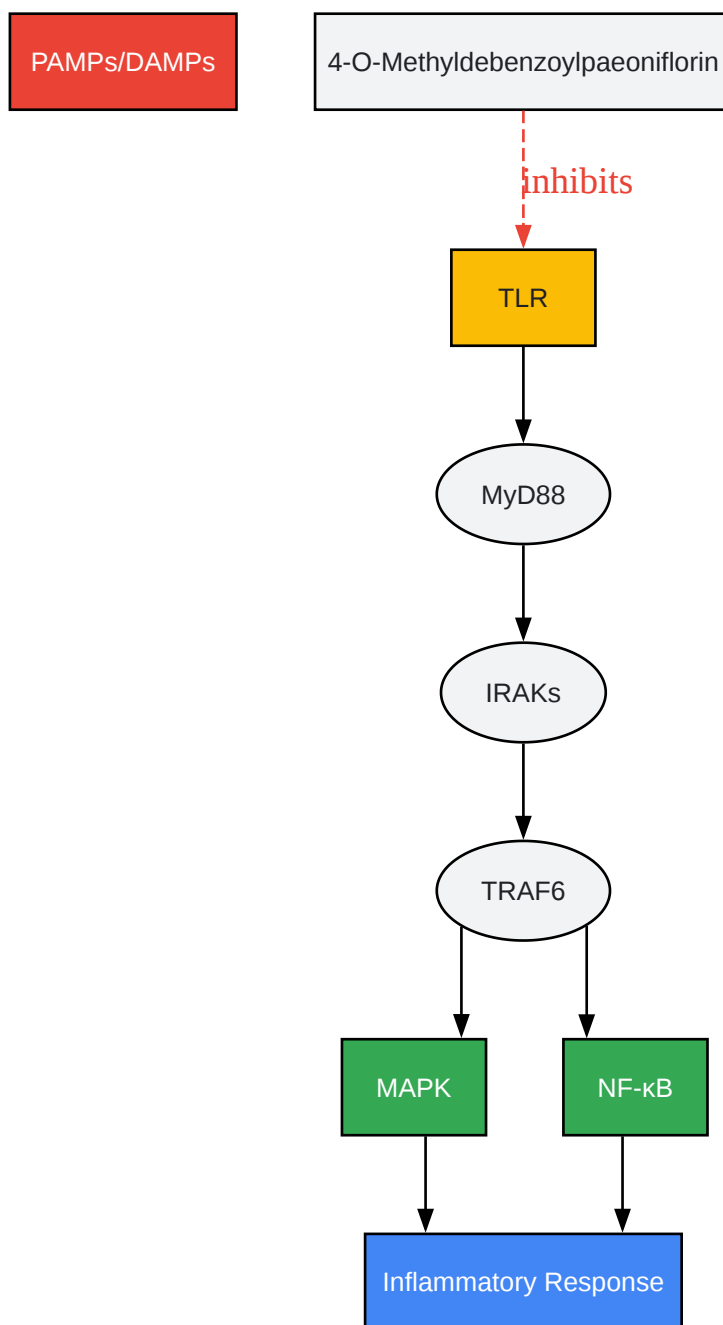 PAMPs/DAMPs
4-O-Methyldebenzoylpaeoniflorin
inhibits
TLR
MyD88
IRAKs
TRAF6
MAPK
NF-κB
Inflammatory Response